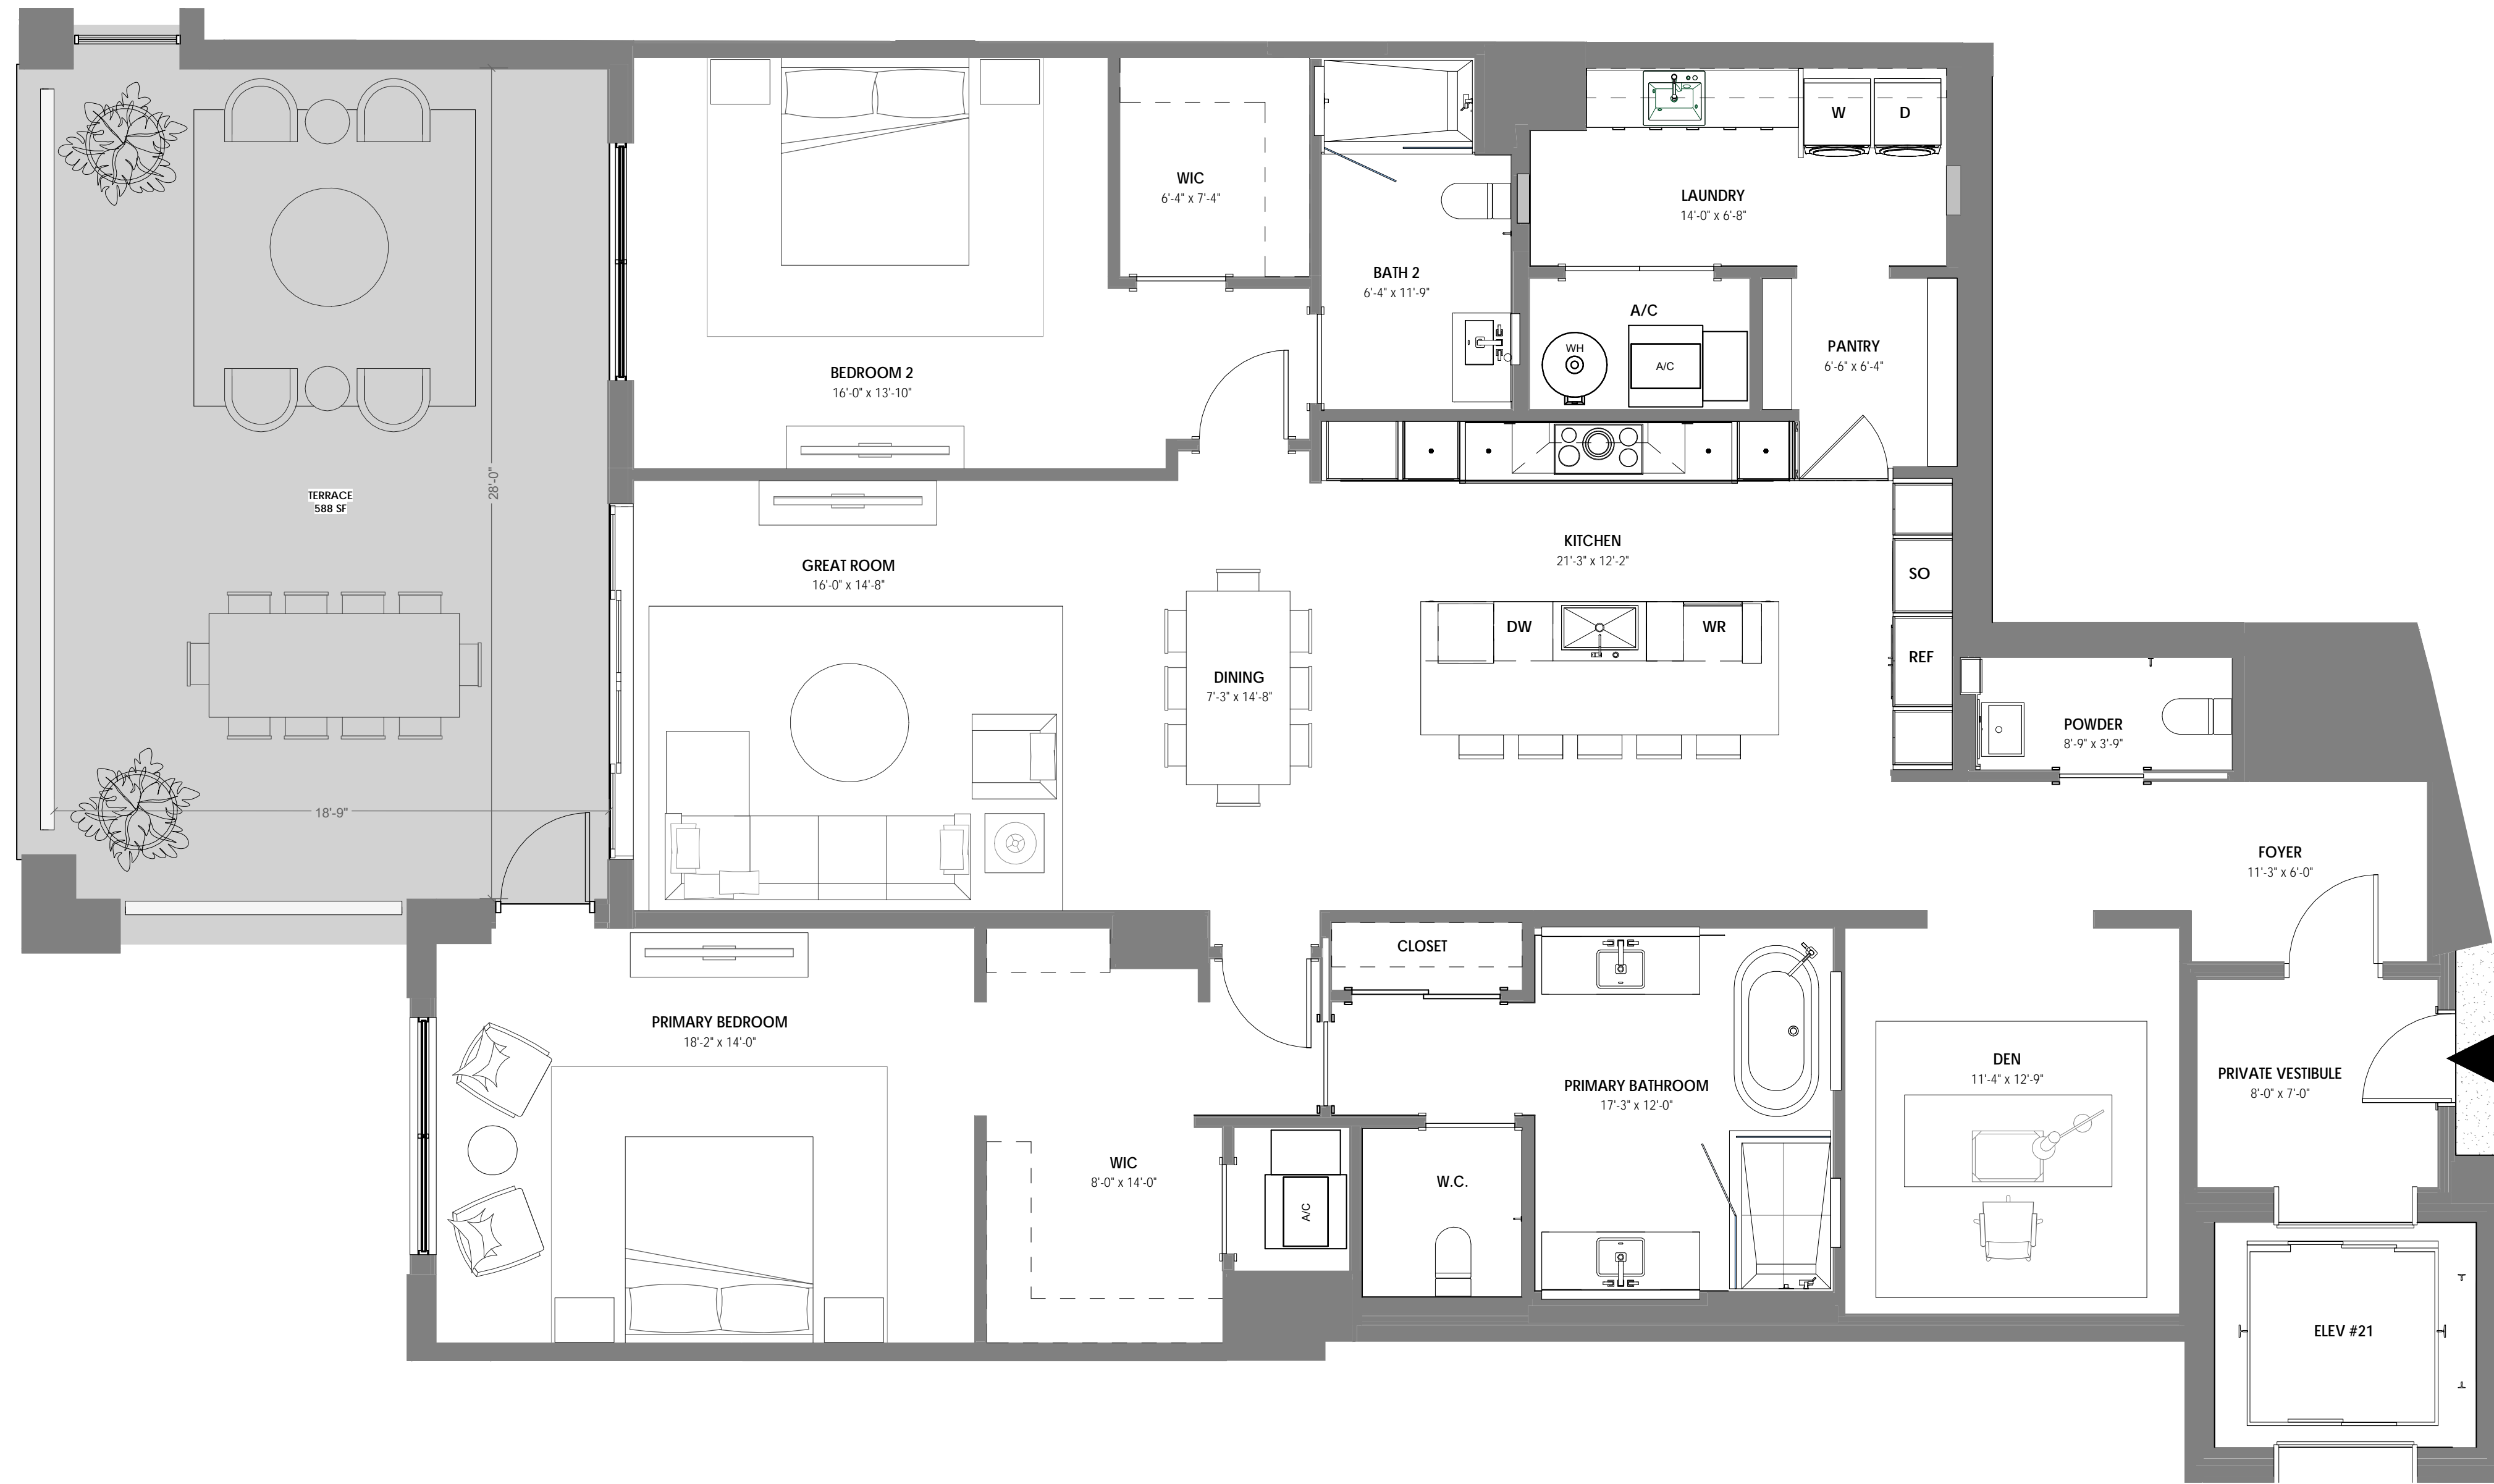 W
D
WIC
6'-4" x 7'-4"
LAUNDRY
14'-0" x 6'-8"
BATH 2
6'-4" x 11'-9"
A/C
WH
A/C
PANTRY
6'-6" x 6'-4"
BEDROOM 2
16'-0" x 13'-10"
TERRACE
588 SF
28'-0"
18'-9"
GREAT ROOM
16'-0" x 14'-8"
KITCHEN
21'-3" x 12'-2"
SO
DW
WR
REF
DINING
7'-3" x 14'-8"
POWDER
8'-9" x 3'-9"
FOYER
11'-3" x 6'-0"
CLOSET
PRIMARY BEDROOM
18'-2" x 14'-0"
PRIMARY BATHROOM
17'-3" x 12'-0"
DEN
11'-4" x 12'-9"
PRIVATE VESTIBULE
8'-0" x 7'-0"
WIC
8'-0" x 14'-0"
A/C
W.C.
ELEV #21